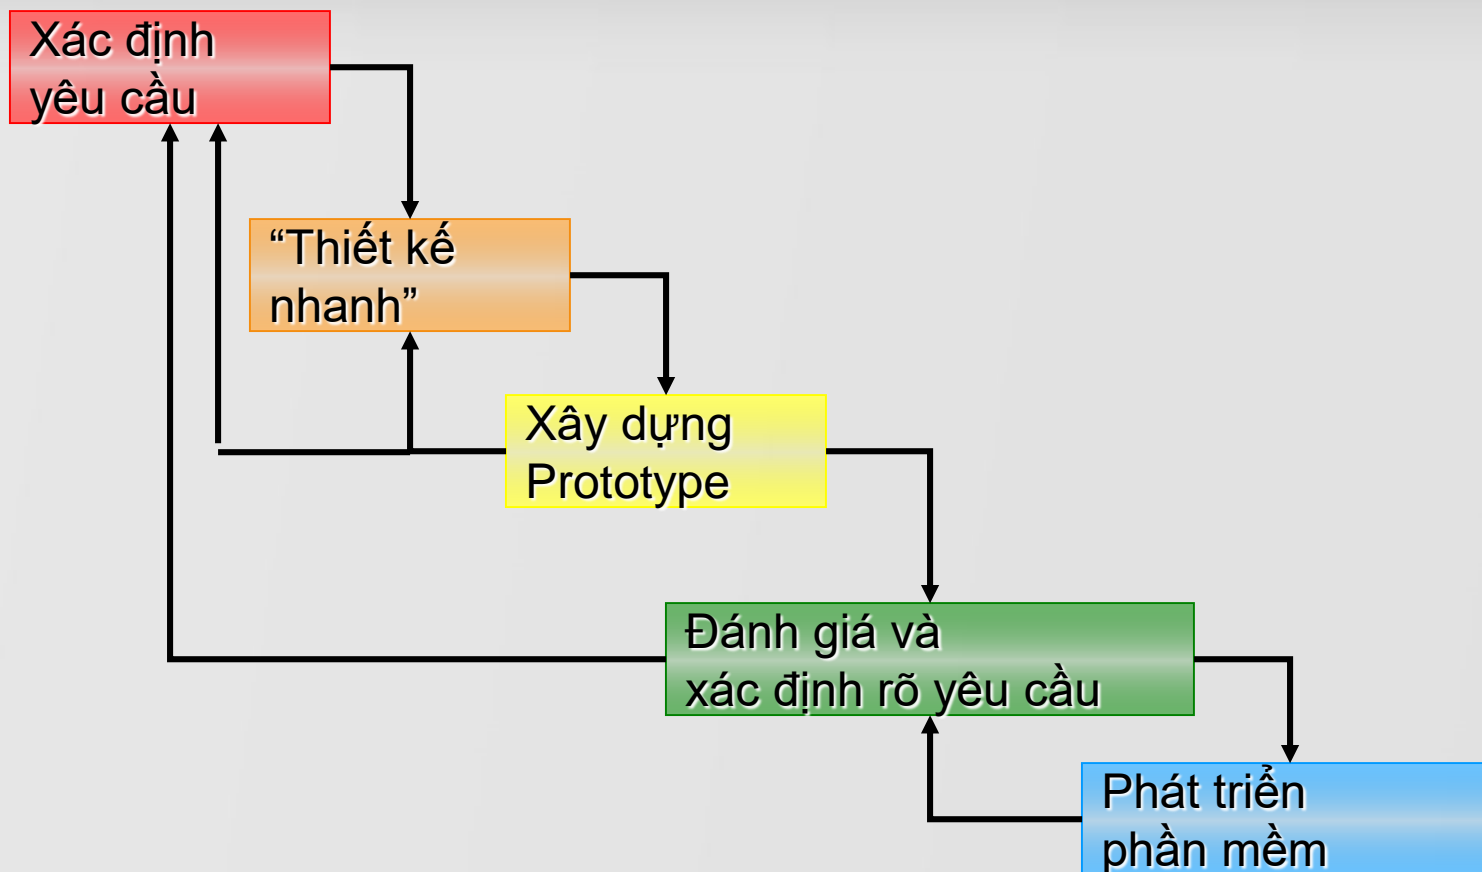 Xác định
yêu cầu
“Thiết kế
nhanh”
Xây dựng
Prototype
Đánh giá và
xác định rõ yêu cầu
Phát triển
phần mềm